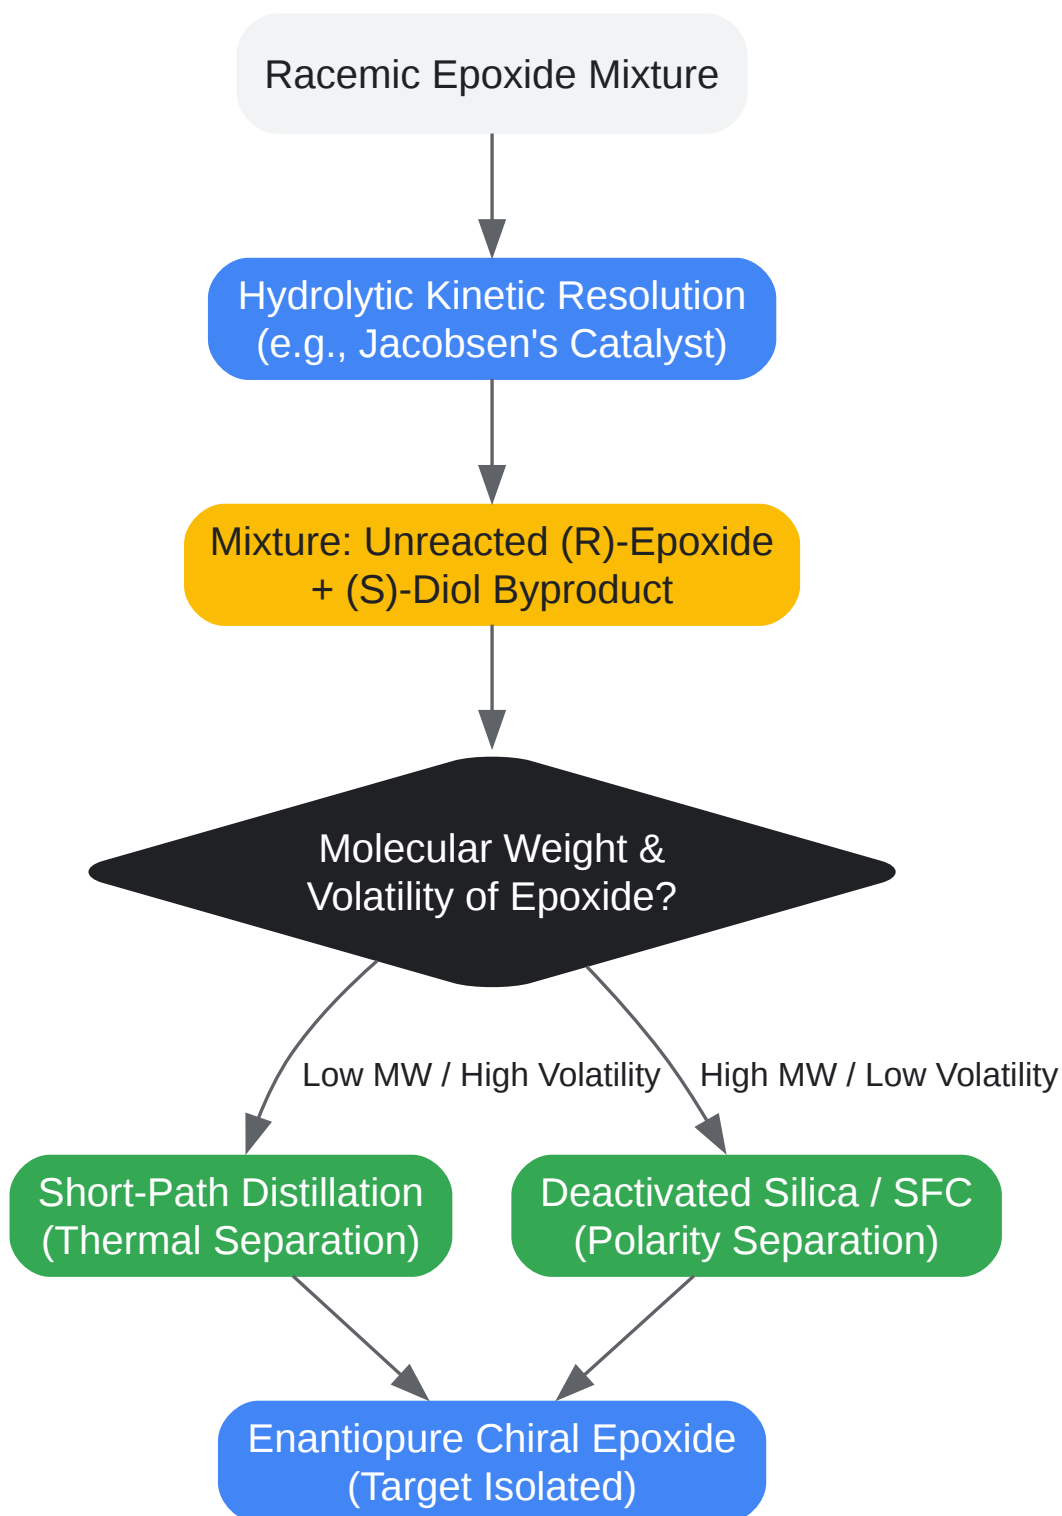 Racemic Epoxide Mixture
Hydrolytic Kinetic Resolution
(e.g., Jacobsen's Catalyst)
Mixture: Unreacted (R)-Epoxide
+ (S)-Diol Byproduct
Molecular Weight &
Volatility of Epoxide?
Low MW / High Volatility
High MW / Low Volatility
Short-Path Distillation
(Thermal Separation)
Deactivated Silica / SFC
(Polarity Separation)
Enantiopure Chiral Epoxide
(Target Isolated)